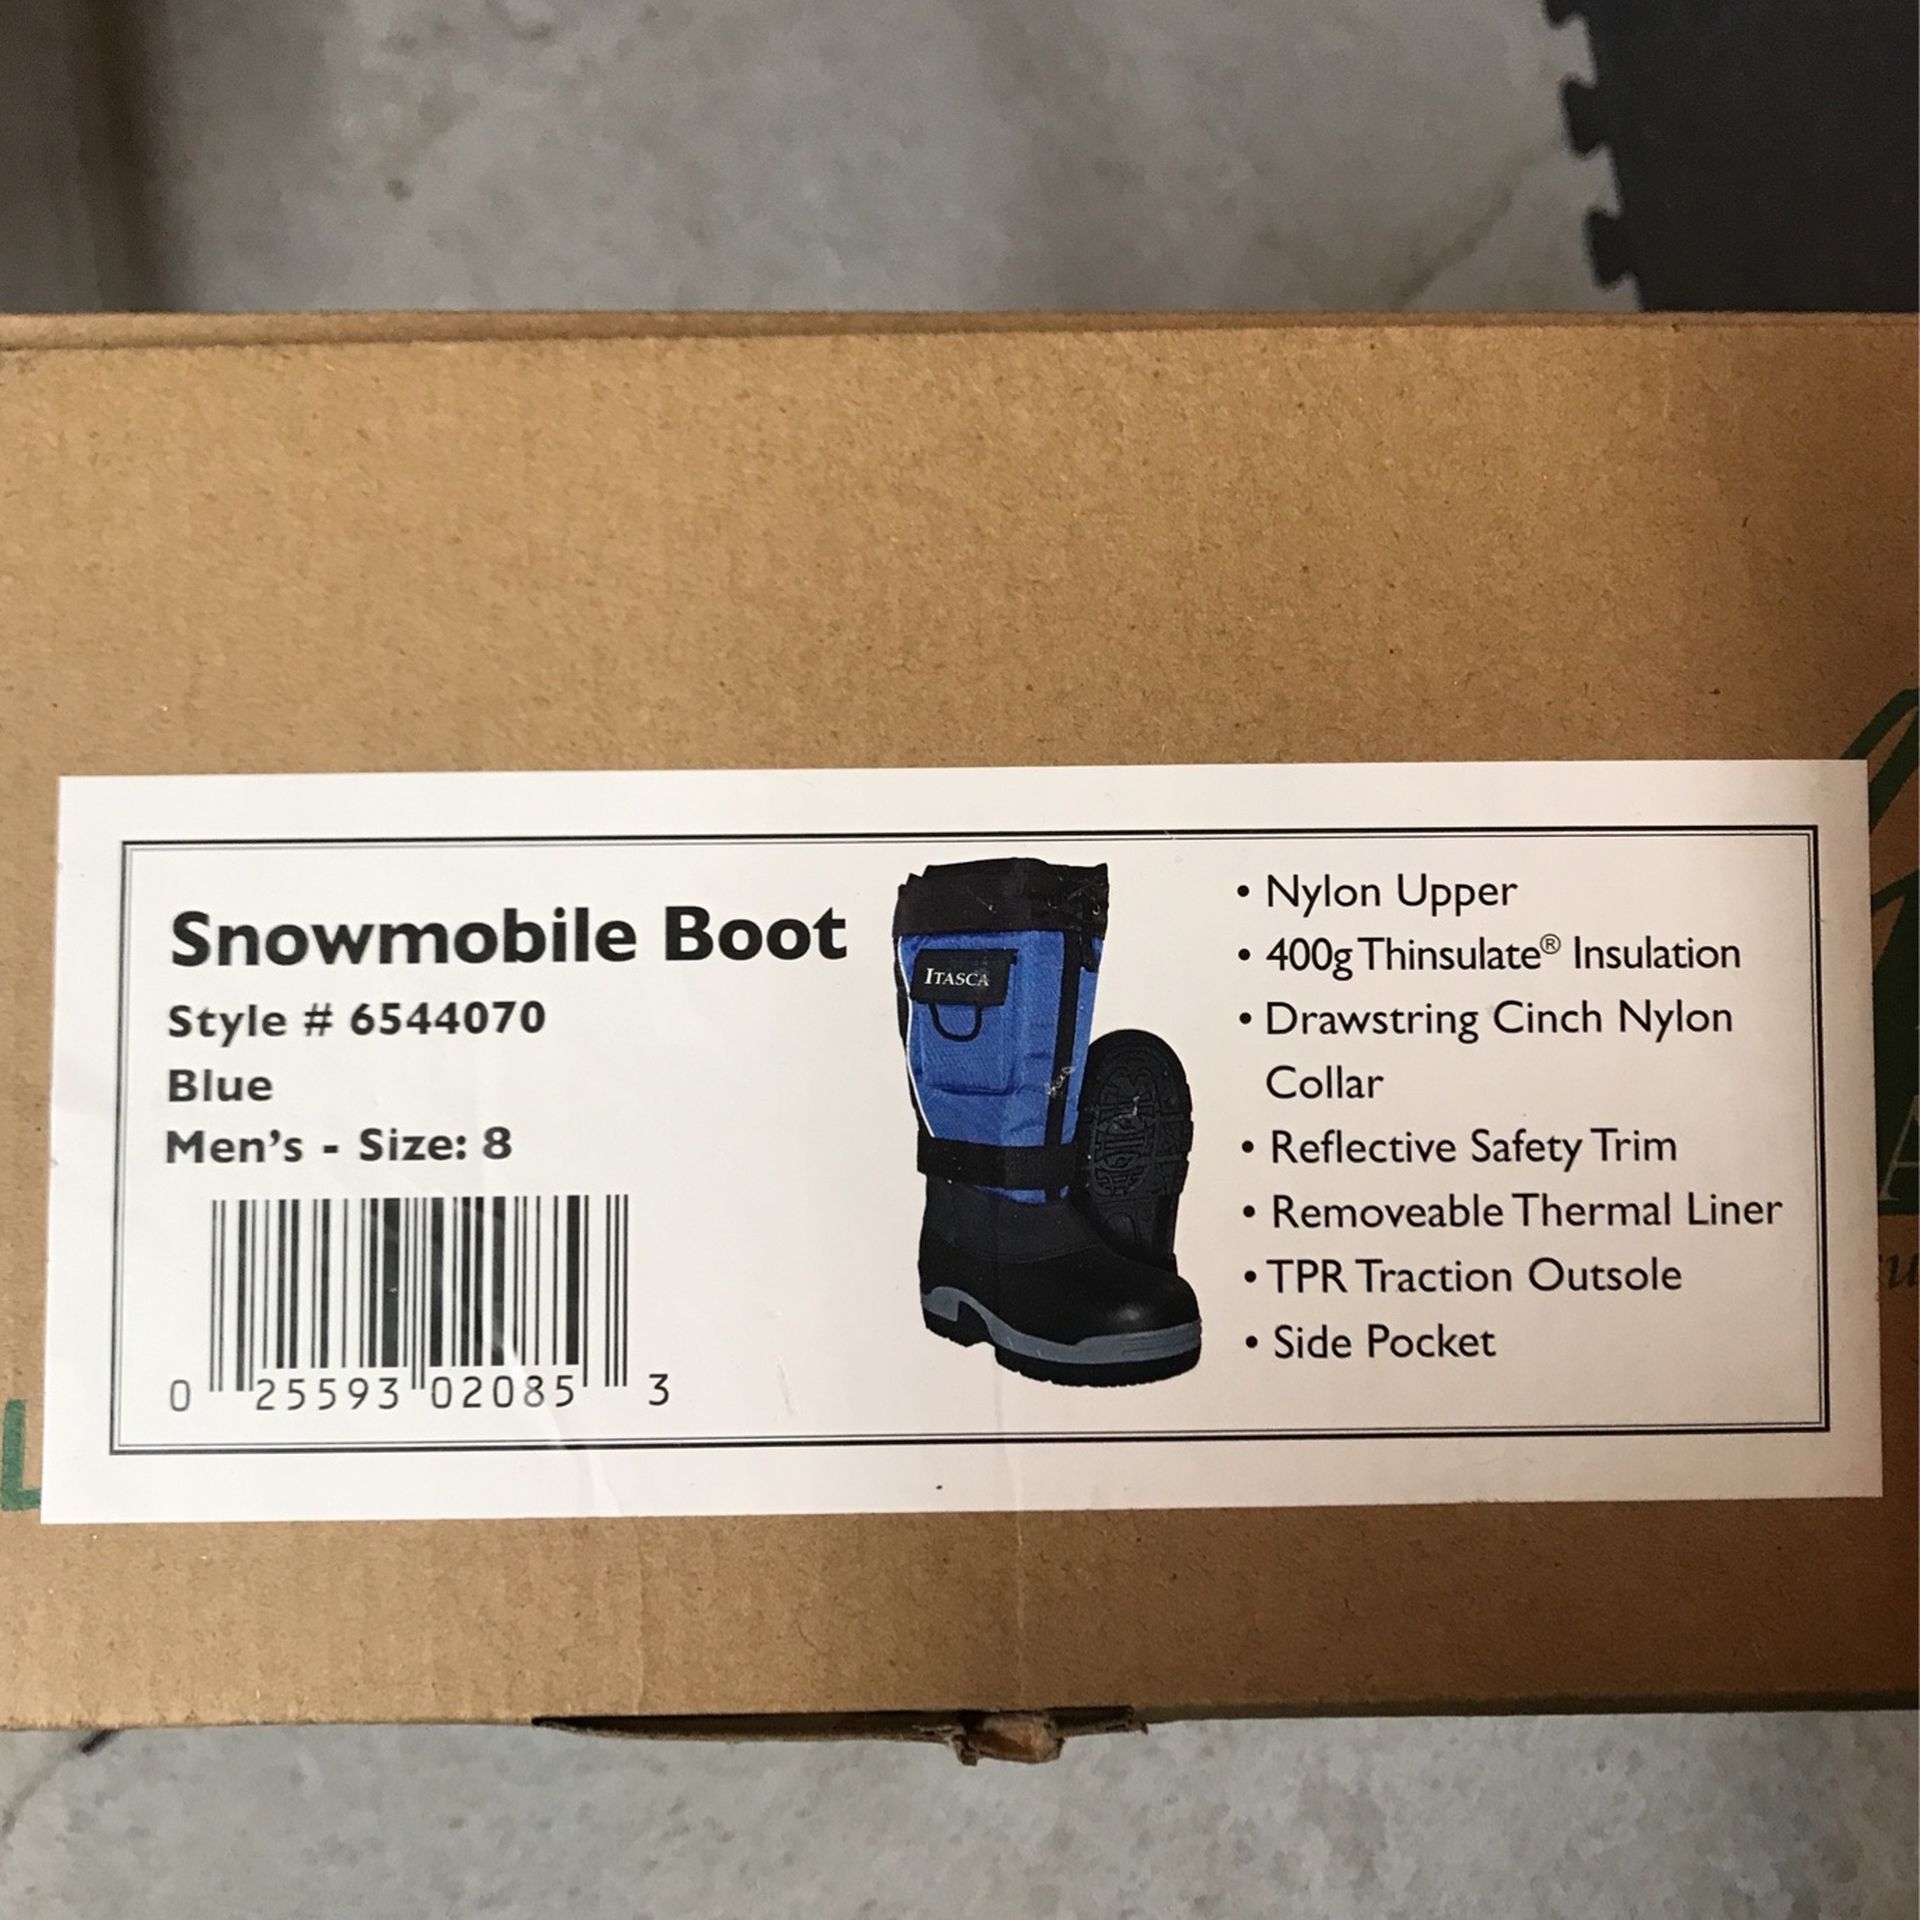 Snowmobile Boot
Style # 6544070
Blue
Men's - Size: 8
0 25593 02085 3
ITASCA
• Nylon Upper
• 400g Thinsulate® Insulation
• Drawstring Cinch Nylon
Collar
• Reflective Safety Trim
• Removeable Thermal Liner
• TPR Traction Outsole
• Side Pocket
L